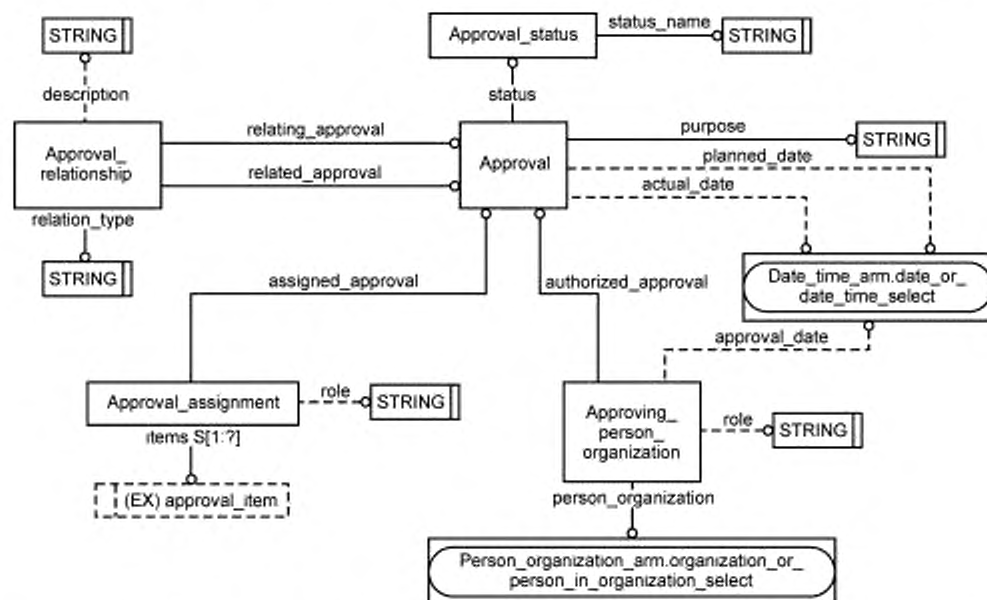 STRING
description
Approval_
relationship
relation_type
STRING
Approval_status
status_name
STRING
status
relating_approval
related_approval
Approval
purpose
STRING
planned_date
actual_date
Date_time_arm.date_or_
date_time_select
assigned_approval
authorized_approval
approval_date
Approval_assignment
role
STRING
items S[1:?]
(EX) approval_item
Approving_
person_
organization
role
STRING
person_organization
Person_organization_arm.organization_or_
person_in_organization_select